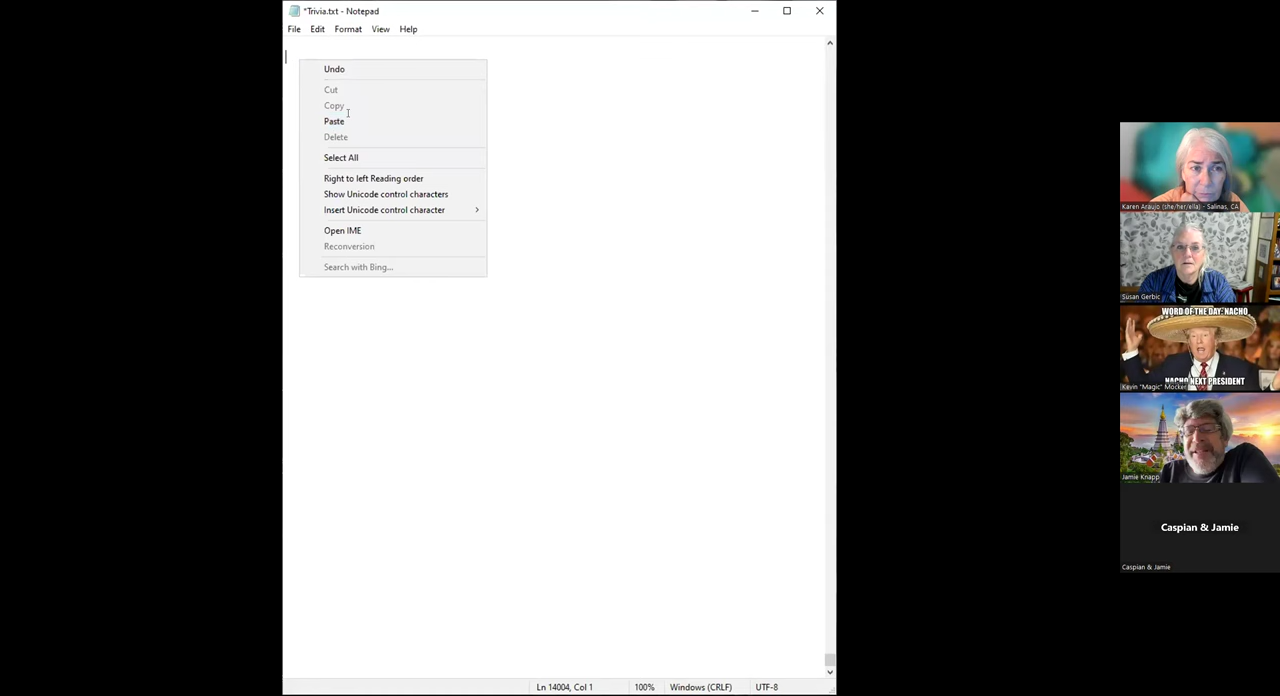 *Trivia.txt - Notepad
File Edit Format View Help
Undo
Cut
Copy
Paste
Delete
Select All
Right to left Reading order
Show Unicode control characters
Insert Unicode control character
Open IME
Reconversion
Search with Bing...
Ln 14004, Col 1 100% Windows (CRLF) UTF-8
Karen Araujo (she/her/ella) - Salinas, CA
Susan Gerbic
WORD OF THE DAY: NACHO
NACHO NEXT PRESIDENT
Kevin "Magic" Mocker
Jamie Knapp
Caspian & Jamie
Caspian & Jamie